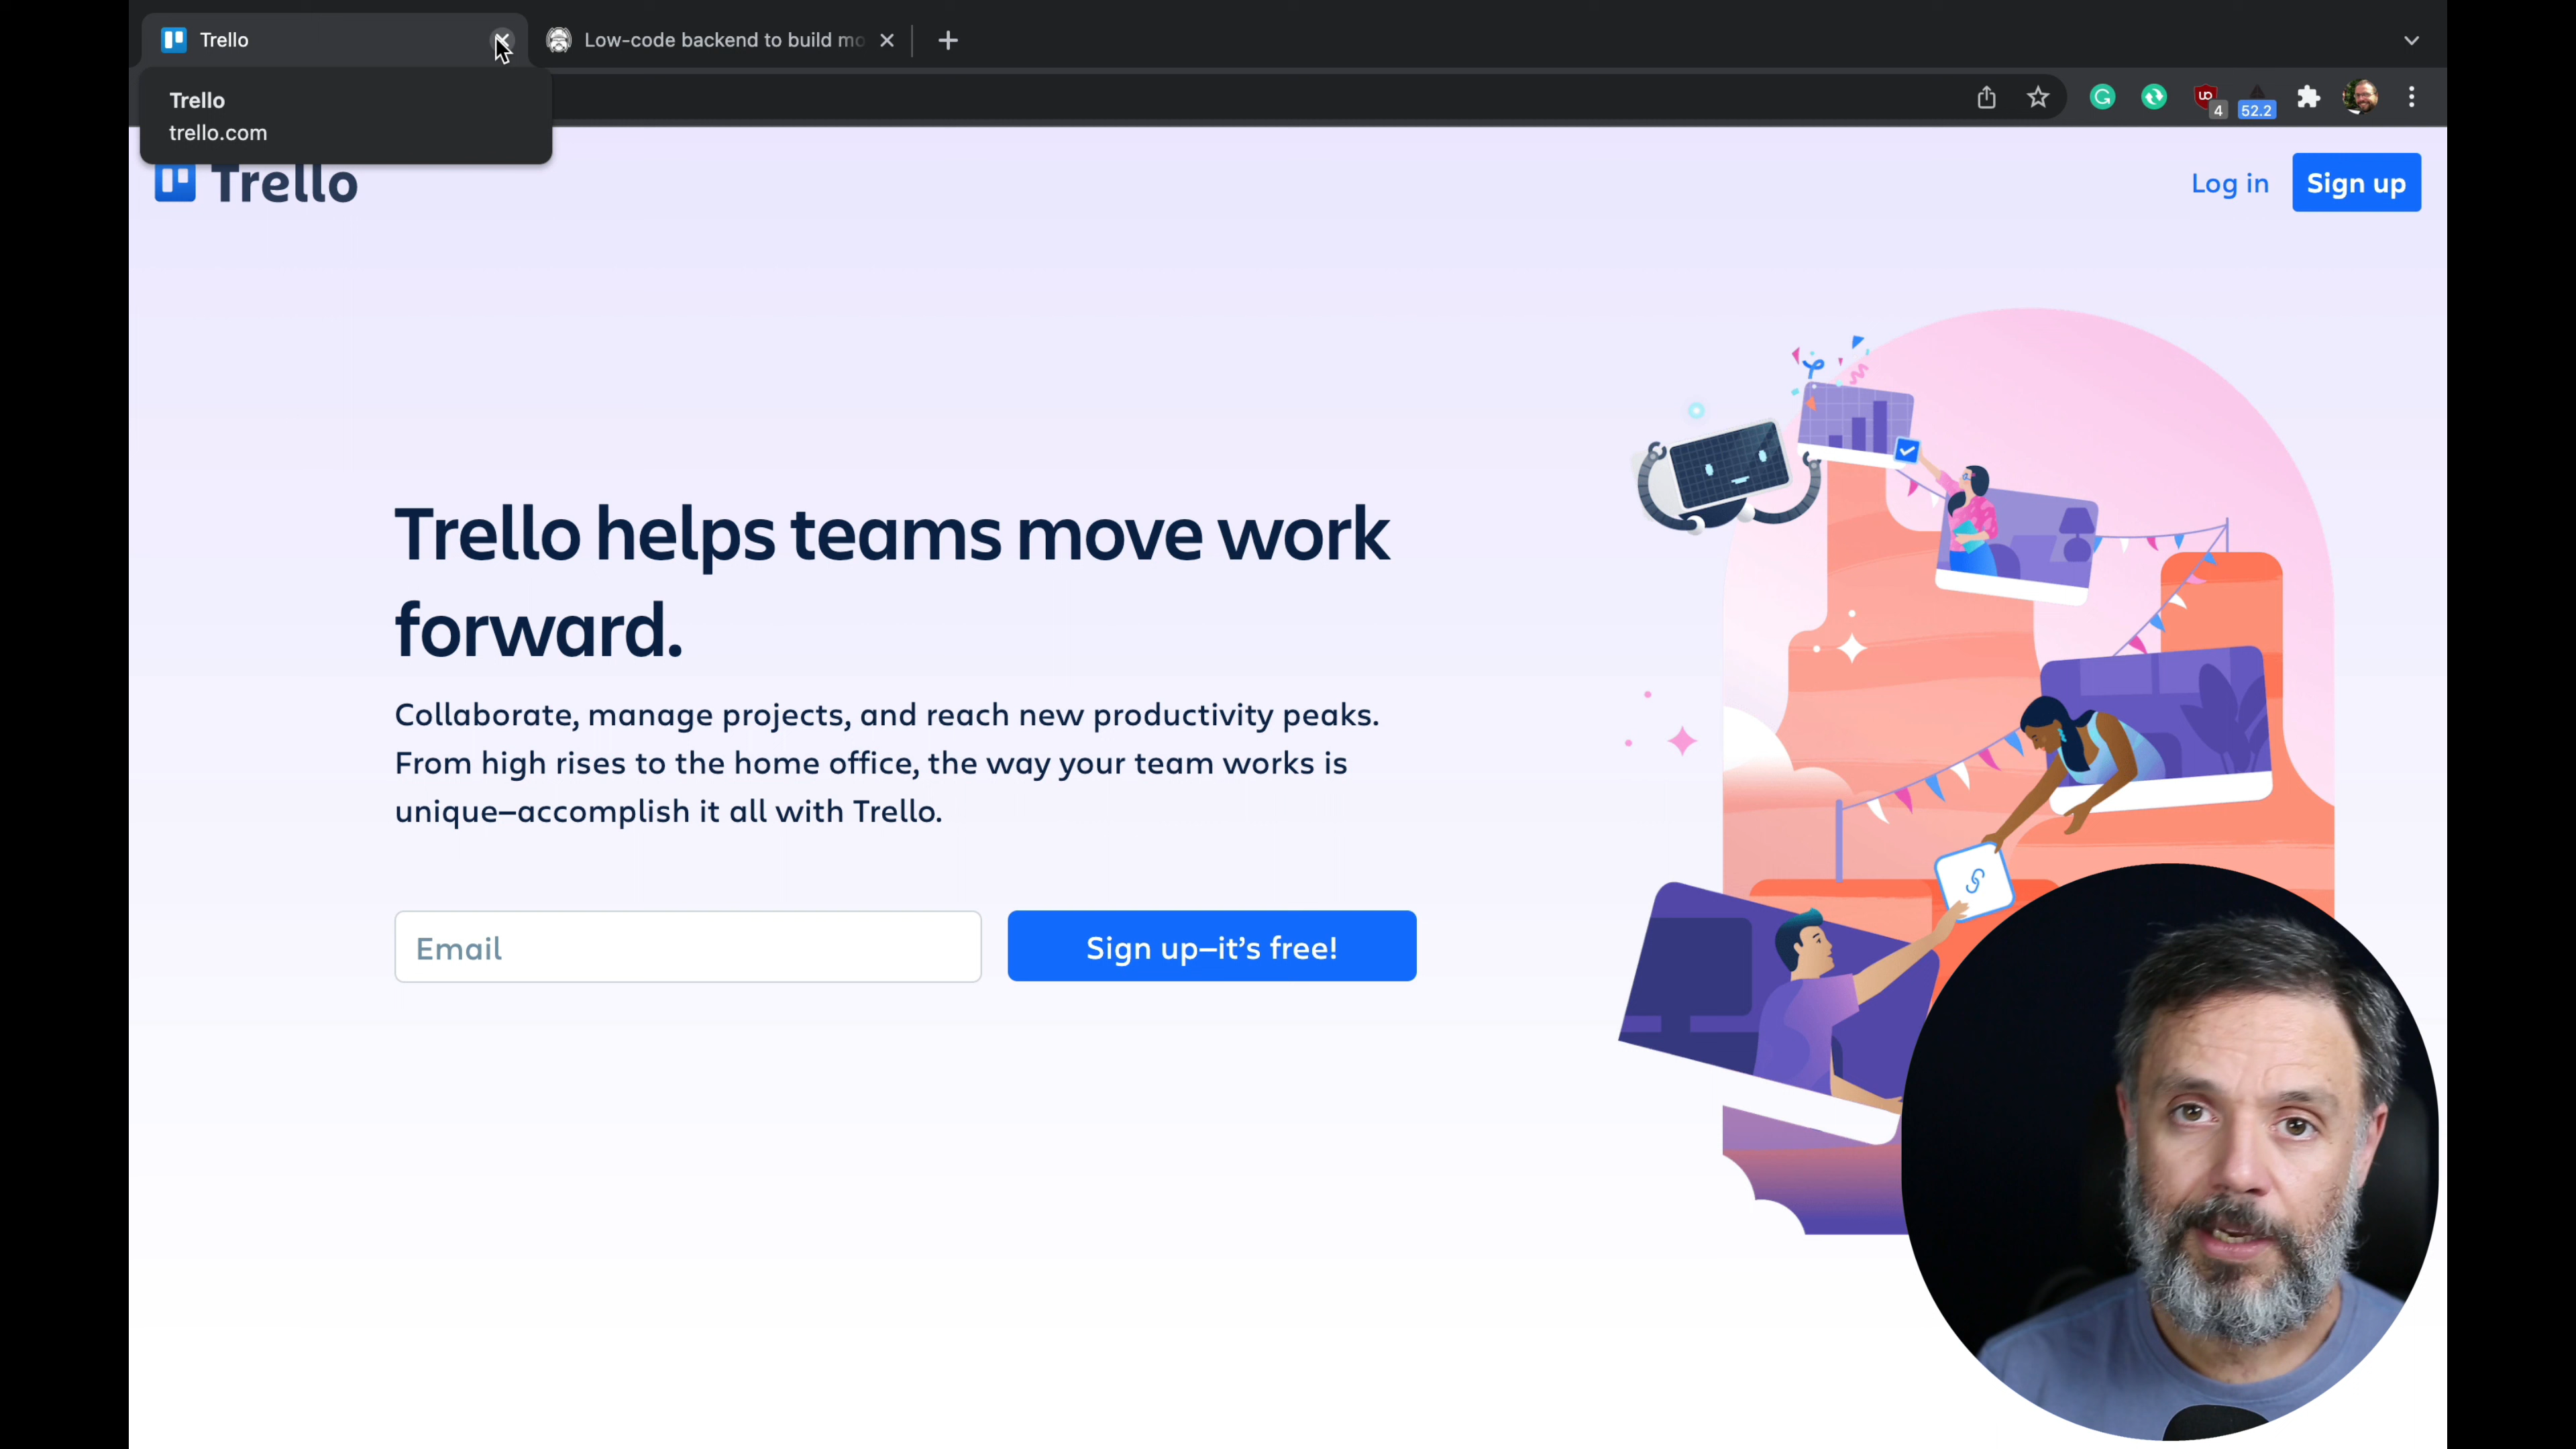 Trello
Low-code backend to build mo
Trello
trello.com
4
52.2
Trello
Log in
Sign up
Trello helps teams move work
forward.
Collaborate, manage projects, and reach new productivity peaks.
From high rises to the home office, the way your team works is
unique—accomplish it all with Trello.
Email
Sign up—it's free!